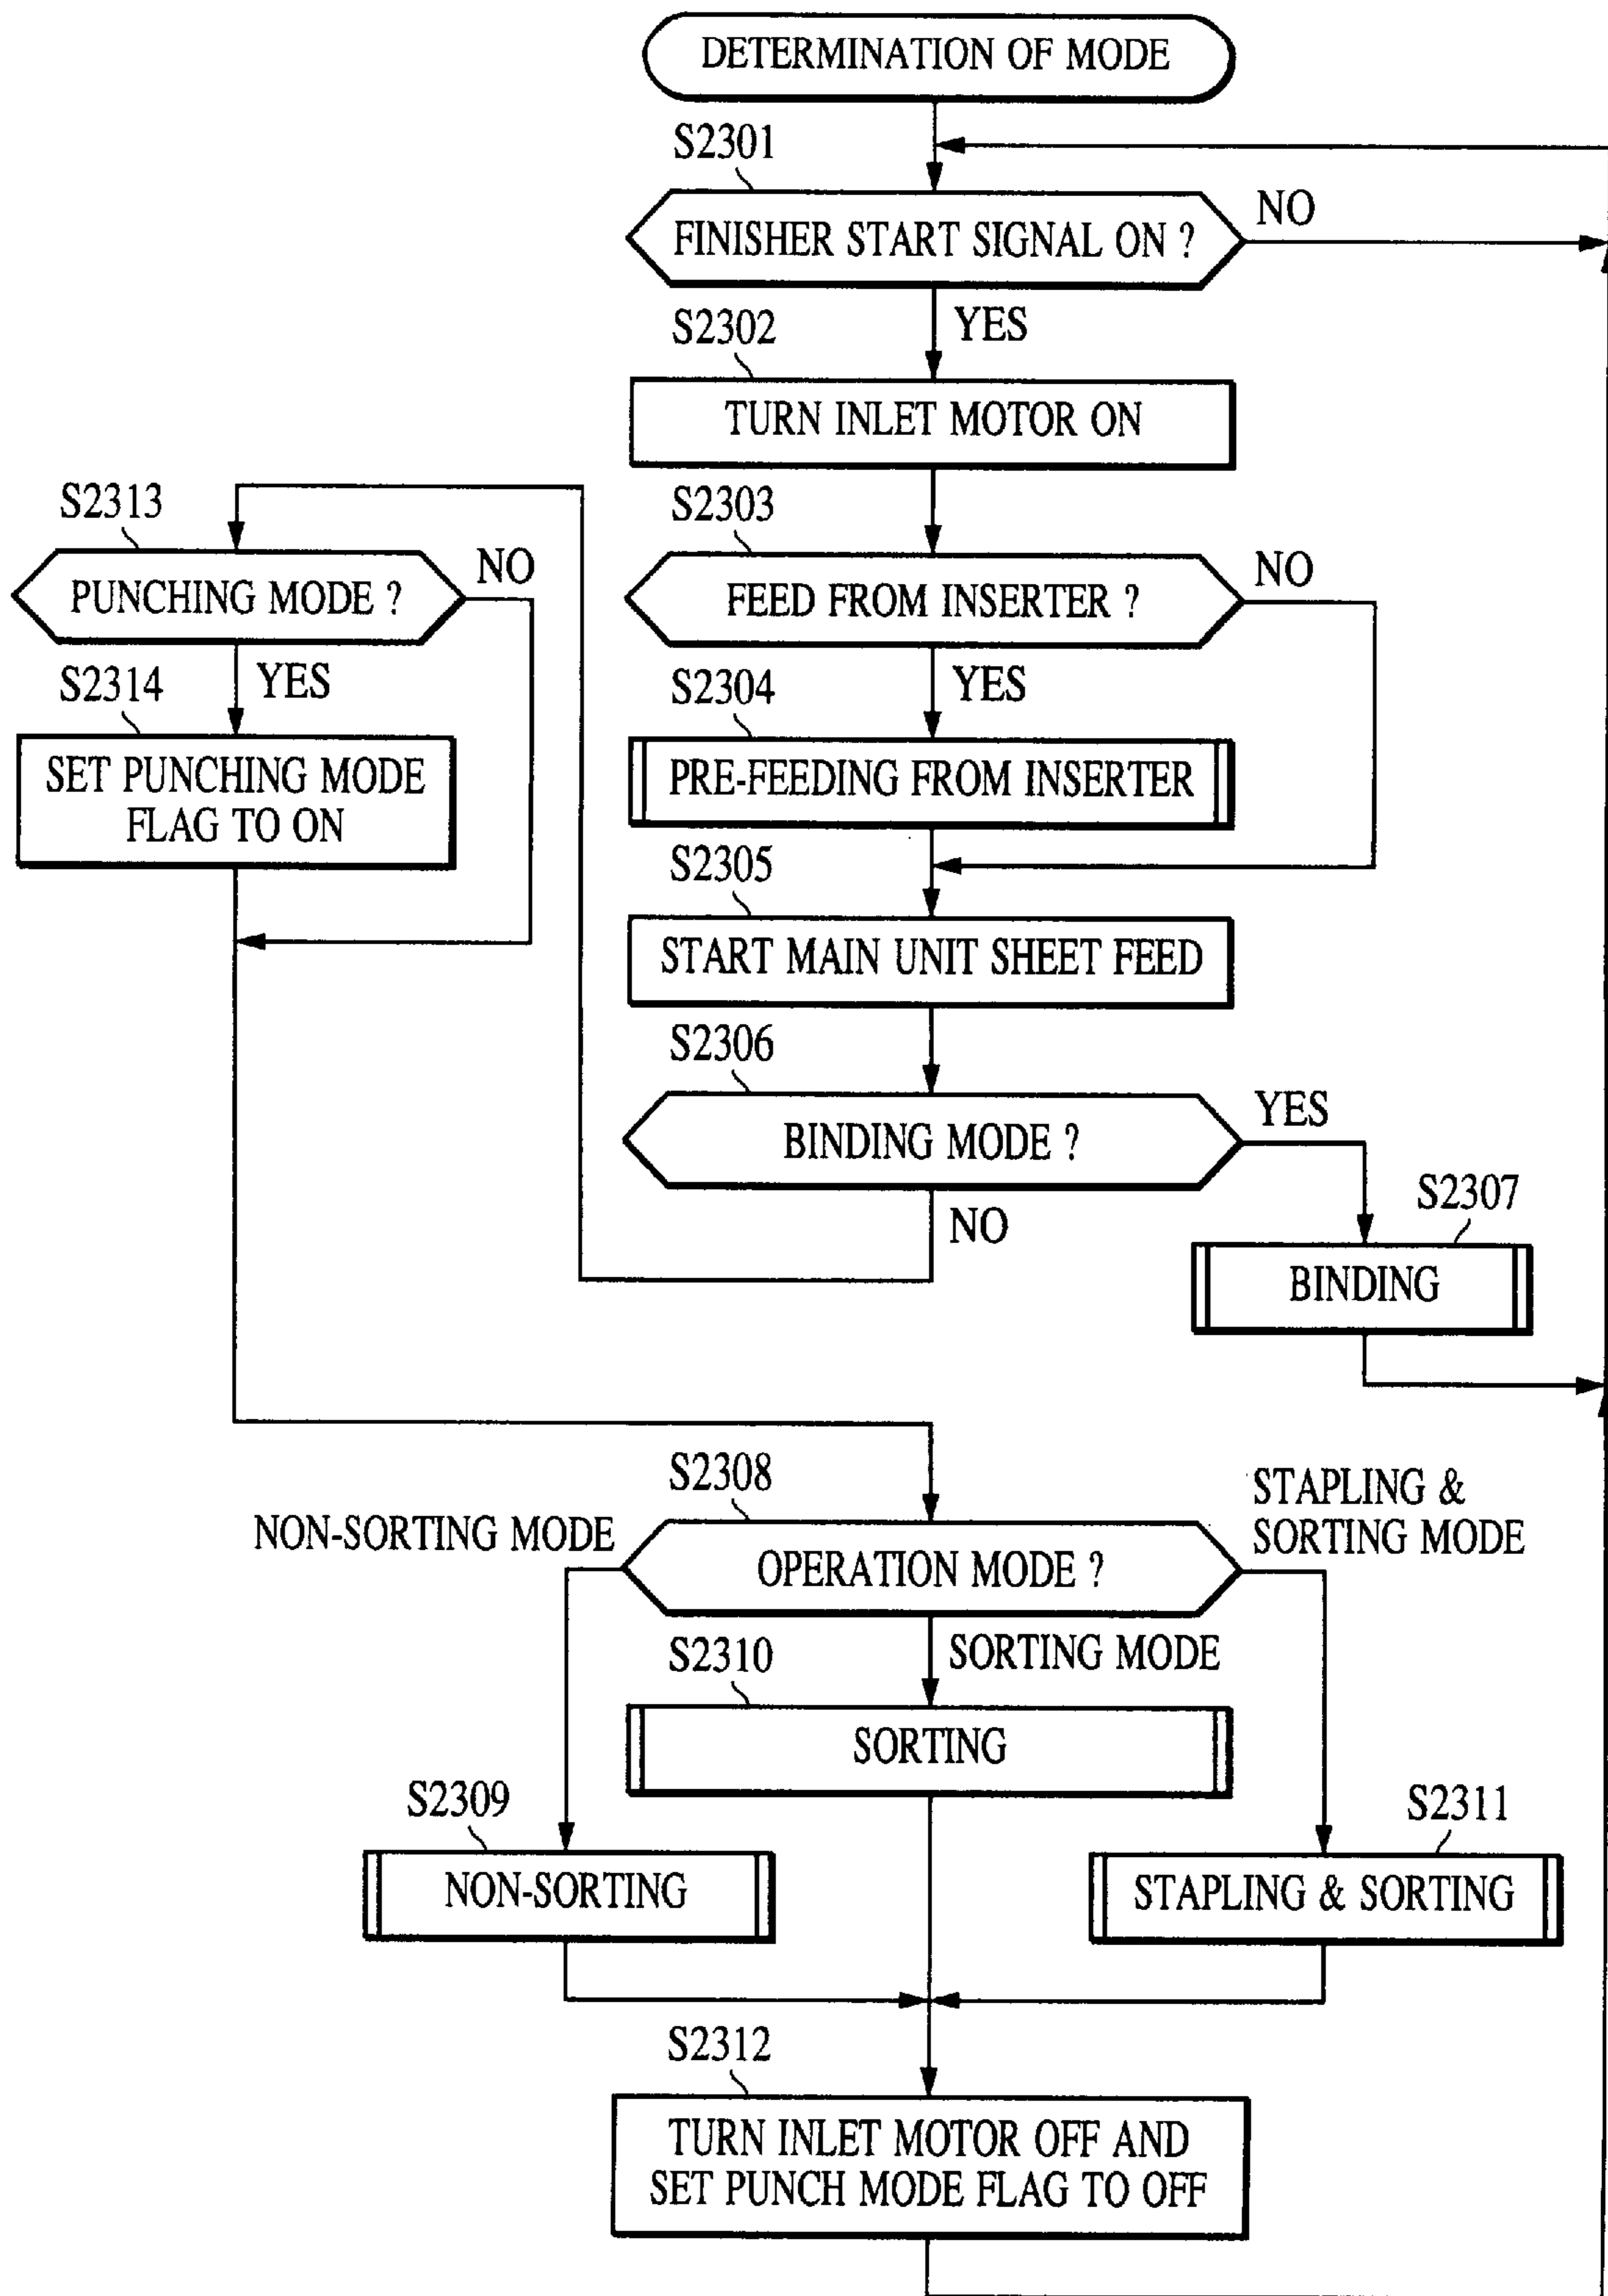 DETERMINATION OF MODE
S2301
FINISHER START SIGNAL ON ?
NO
YES
S2302
TURN INLET MOTOR ON
S2303
FEED FROM INSERTER ?
NO
YES
S2304
PRE-FEEDING FROM INSERTER
S2305
START MAIN UNIT SHEET FEED
S2306
BINDING MODE ?
YES
NO
S2307
BINDING
S2313
PUNCHING MODE ?
NO
YES
S2314
SET PUNCHING MODE
FLAG TO ON
S2308
OPERATION MODE ?
NON-SORTING MODE
STAPLING &
SORTING MODE
SORTING MODE
S2310
SORTING
S2309
NON-SORTING
S2311
STAPLING & SORTING
S2312
TURN INLET MOTOR OFF AND
SET PUNCH MODE FLAG TO OFF